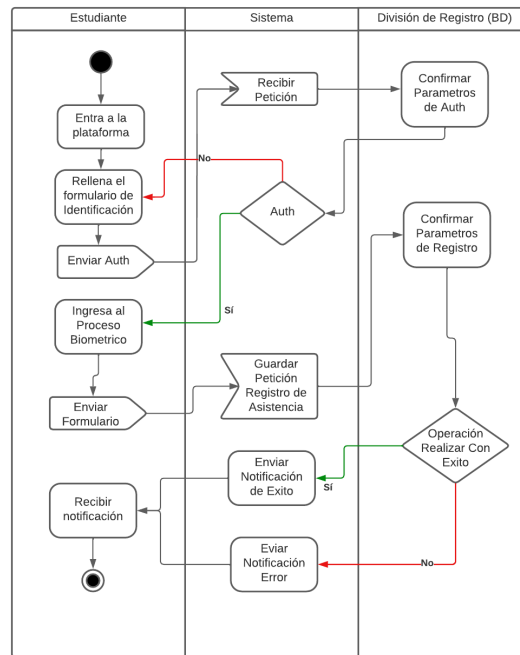 Estudiante
Sistema
División de Registro (BD)
Recibir
Petición
Confirmar
Parametros
de Auth
Entra a la
plataforma
No
Rellena el
formulario de
Identificación
Auth
Confirmar
Parametros
de Registro
Enviar Auth
Ingresa al
Proceso
Biometrico
Sí
Guardar
Petición
Registro de
Asistencia
Enviar
Formulario
Operación
Realizar Con
Exito
Enviar
Notificación
de Exito
Sí
Recibir
notificación
Eviar
Notificación
Error
No